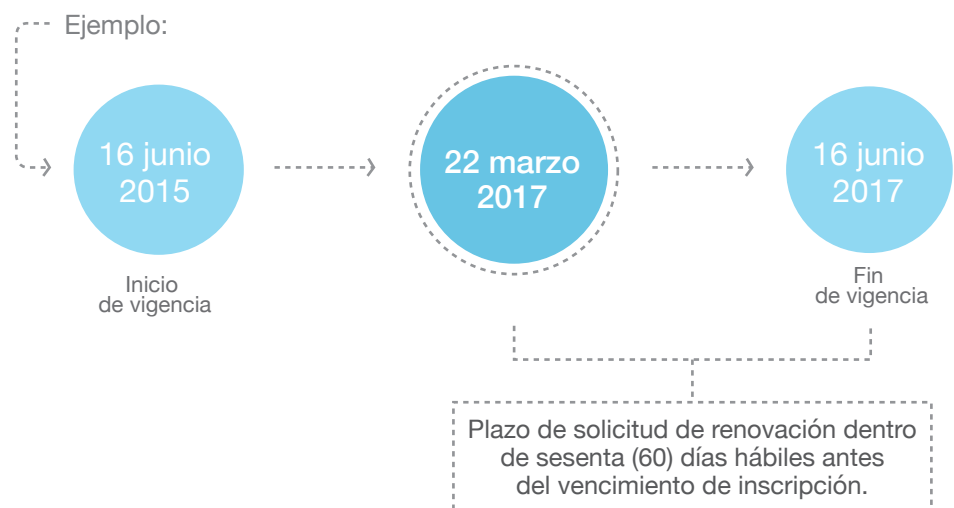 Ejemplo:
16 junio
2015
22 marzo
2017
16 junio
2017
Inicio
de vigencia
Fin
de vigencia
Plazo de solicitud de renovación dentro
de sesenta (60) días hábiles antes
del vencimiento de inscripción.